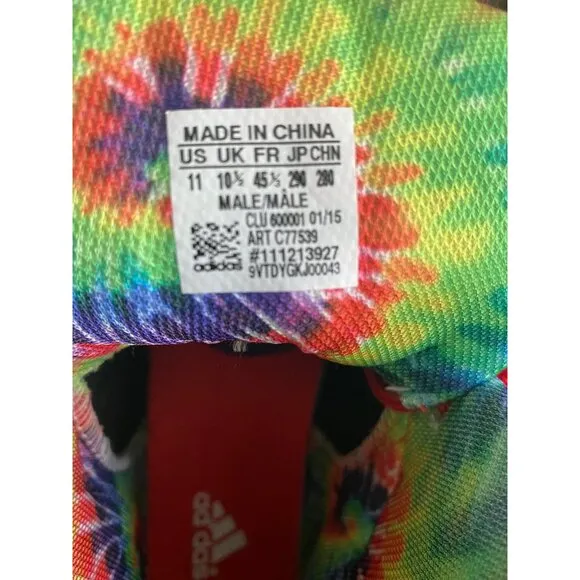 MADE IN CHINA
US UK FR JP CHN
11 10½ 45⅓ 290 280
MALE/MÂLE
CLU 600001 01/15
ART C77539
#111213927
9VTDYGKJ00043
adidas
adidas